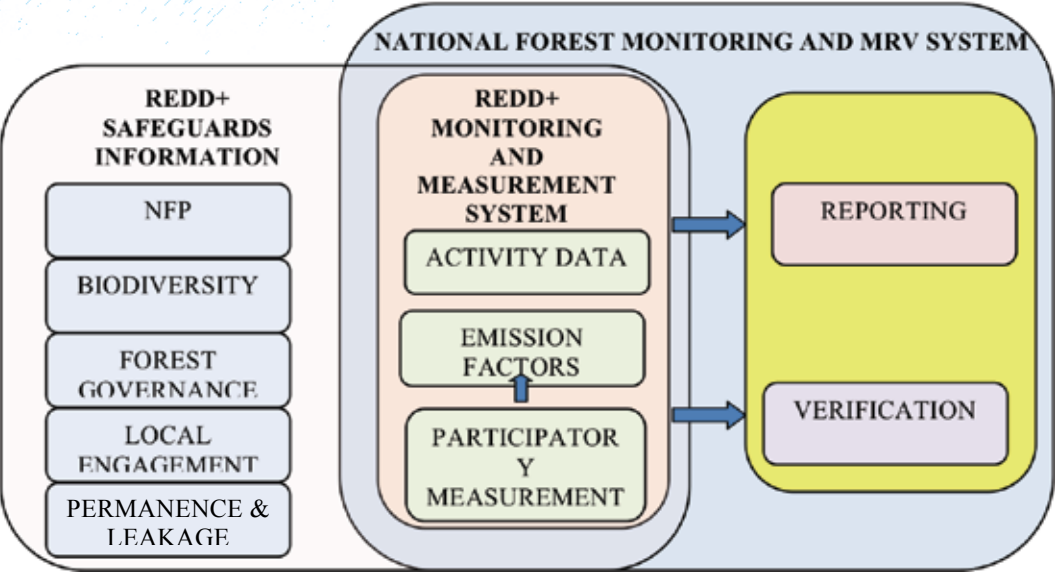 NATIONAL FOREST MONITORING AND MRV SYSTEM
REDD+
SAFEGUARDS
INFORMATION
NFP
BIODIVERSITY
FOREST
GOVERNANCE
LOCAL
ENGAGEMENT
PERMANENCE &
LEAKAGE
REDD+
MONITORING
AND
MEASUREMENT
SYSTEM
ACTIVITY DATA
EMISSION
FACTORS
PARTICIPATOR
Y
MEASUREMENT
REPORTING
VERIFICATION